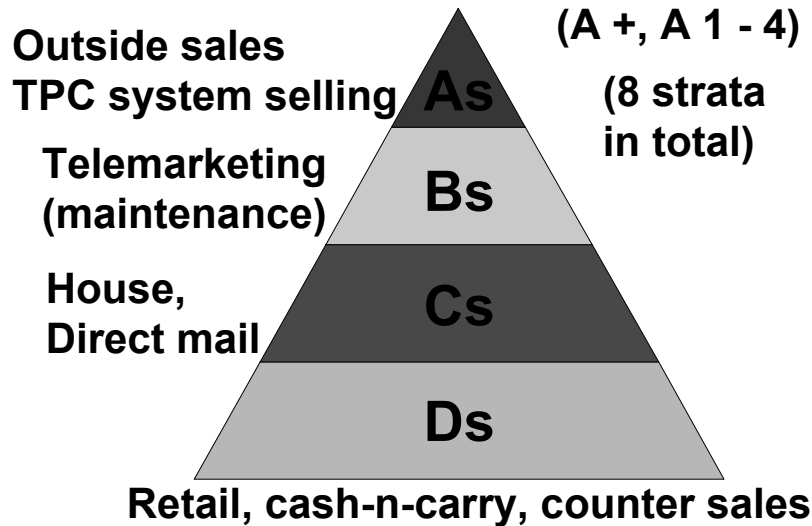 (A +, A 1 - 4)
Outside sales
TPC system selling
As
(8 strata
in total)
Telemarketing
(maintenance)
Bs
House,
Direct mail
Cs
Ds
Retail, cash-n-carry, counter sales